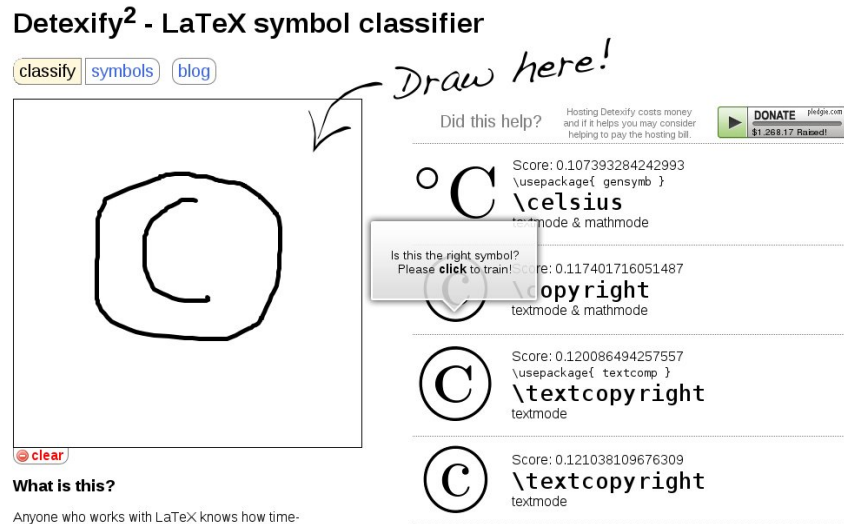 Detexify2 - LaTeX symbol classifier
classify symbols blog
Draw here!
Did this help?
Hosting Detexify costs money
and if it helps you may consider
helping to pay the hosting bill.
DONATE pledgie.com
$1.268.17 Raised!
°C
Score: 0.107393284242993
\usepackage{ gensymb }
\celsius
textmode & mathmode
Is this the right symbol?
Please click to train!
©
Score: 0.117401716051487
\copyright
textmode & mathmode
©
Score: 0.120086494257557
\usepackage{ textcomp }
\textcopyright
textmode
©
Score: 0.121038109676309
\textcopyright
textmode
clear
What is this?
Anyone who works with LaTeX knows how time-